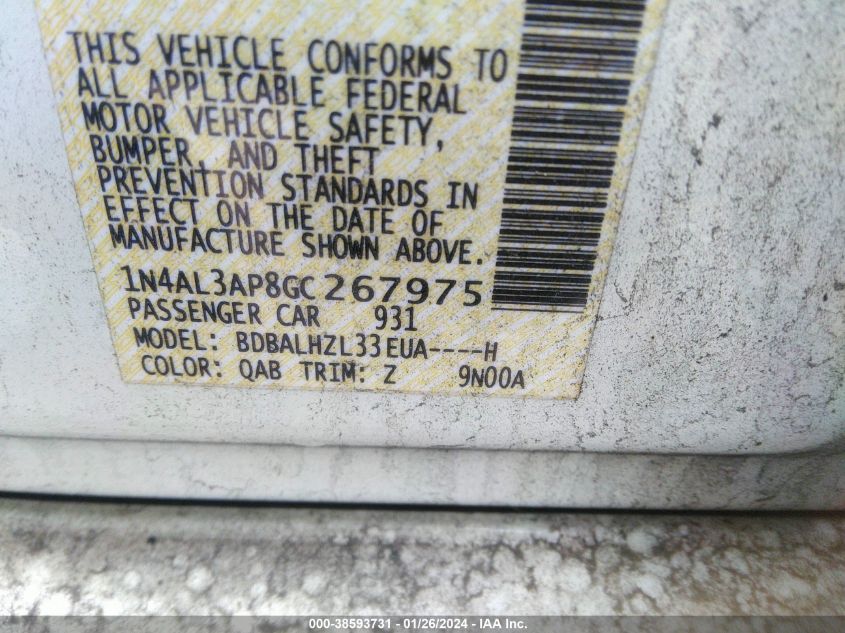 THIS VEHICLE CONFORMS TO
ALL APPLICABLE FEDERAL
MOTOR VEHICLE SAFETY,
BUMPER, AND THEFT
PREVENTION STANDARDS IN
EFFECT ON THE DATE OF
MANUFACTURE SHOWN ABOVE.
1N4AL3AP8GC267975
PASSENGER CAR 931
MODEL: BDBALHZL33EUA----H
COLOR: QAB TRIM: Z 9N00A
000-38593731 - 01/26/2024 - IAA Inc.